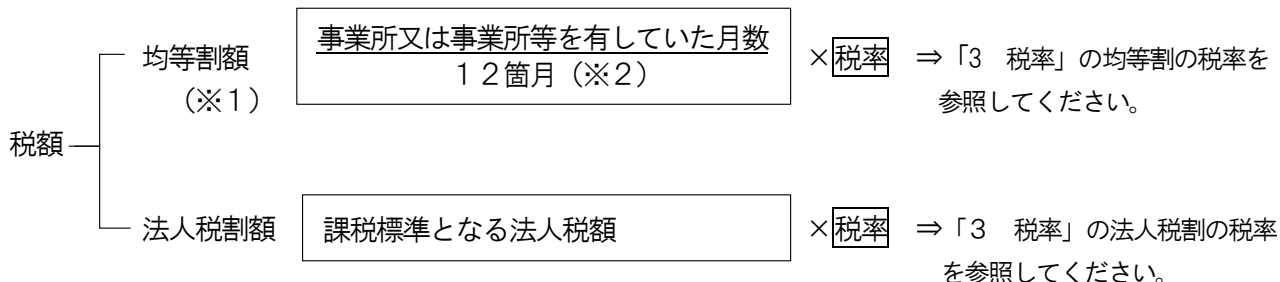 均等割額
(※1)
事業所又は事業所等を有していた月数
12箇月(※2)
×税率 ⇒「3 税率」の均等割の税率を
参照してください。
税額
法人税割額
課税標準となる法人税額
×税率 ⇒「3 税率」の法人税割の税率
を参照してください。